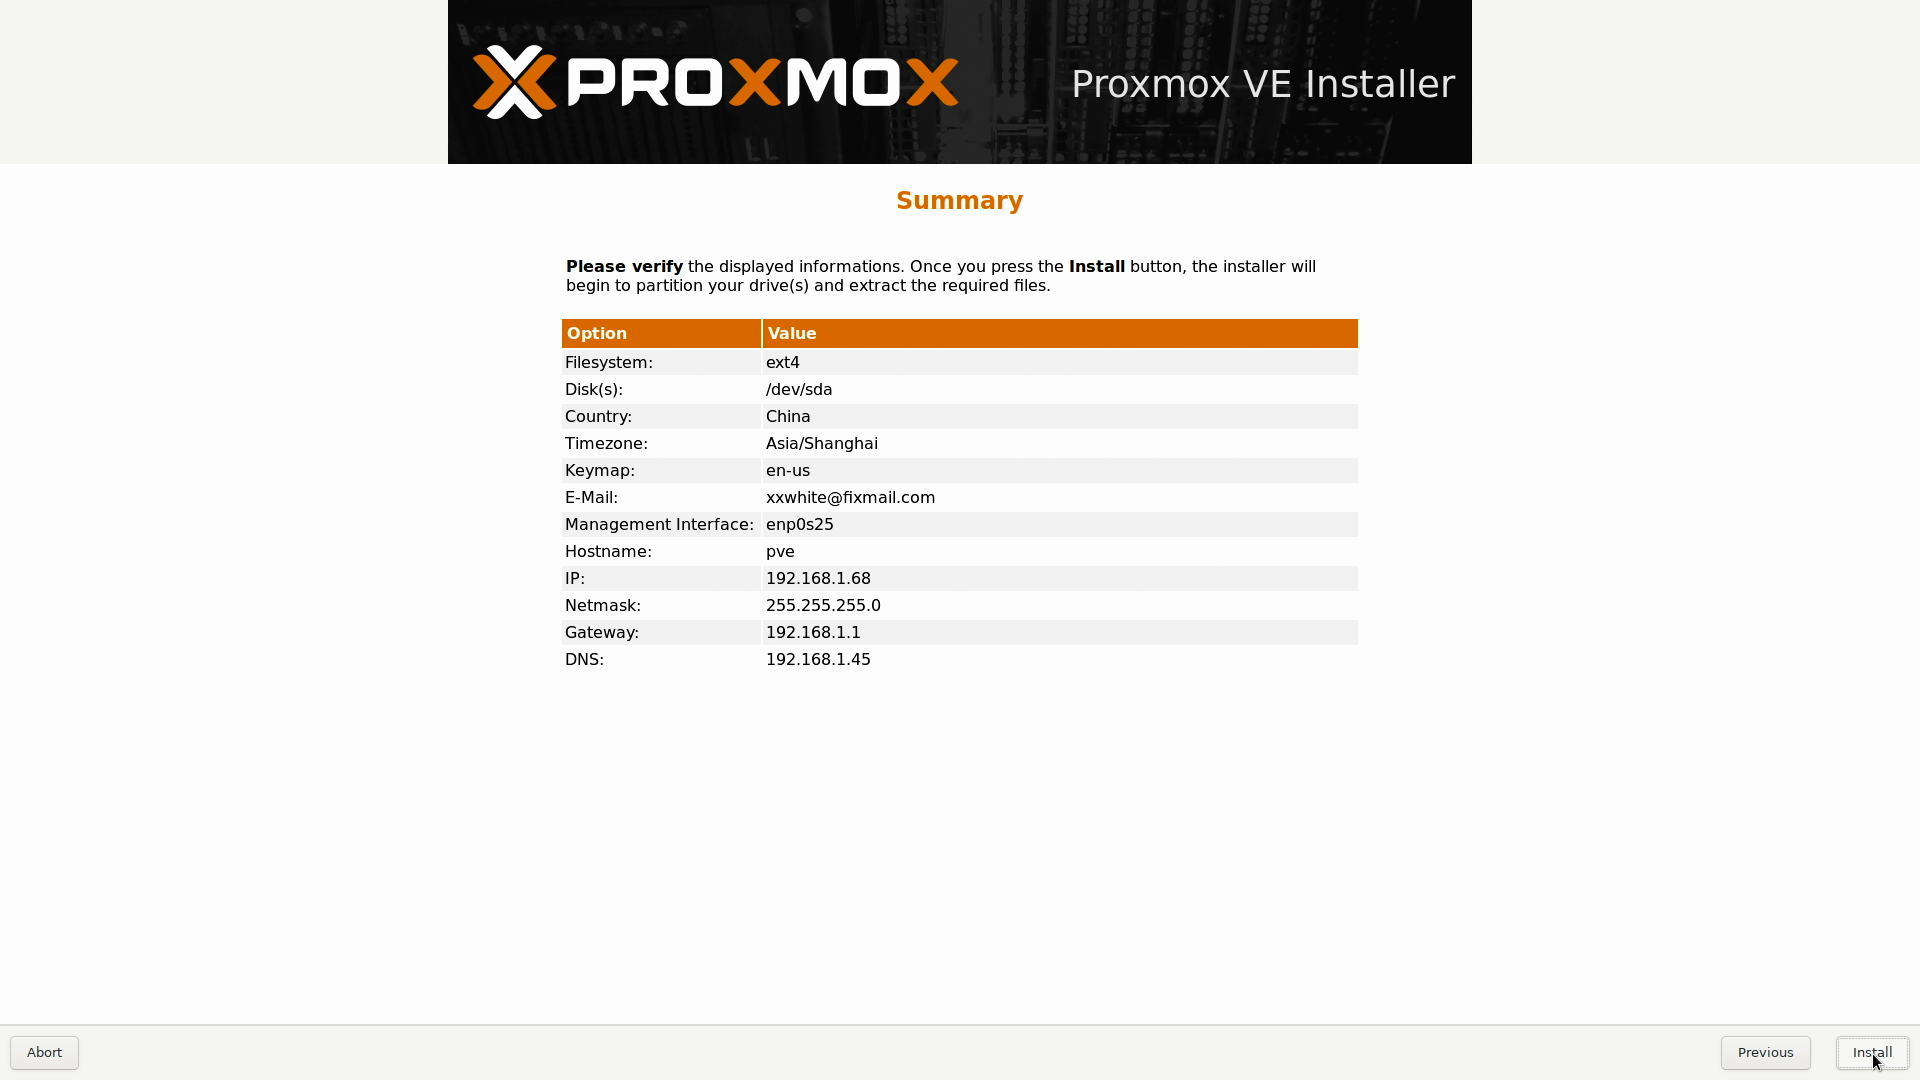 PROXMOX
Proxmox VE Installer
Summary
Please verify the displayed informations. Once you press the Install button, the installer will
begin to partition your drive(s) and extract the required files.
Option Value
Filesystem: ext4
Disk(s): /dev/sda
Country: China
Timezone: Asia/Shanghai
Keymap: en-us
E-Mail: xxwhite@fixmail.com
Management Interface: enp0s25
Hostname: pve
IP: 192.168.1.68
Netmask: 255.255.255.0
Gateway: 192.168.1.1
DNS: 192.168.1.45
Abort Previous Install